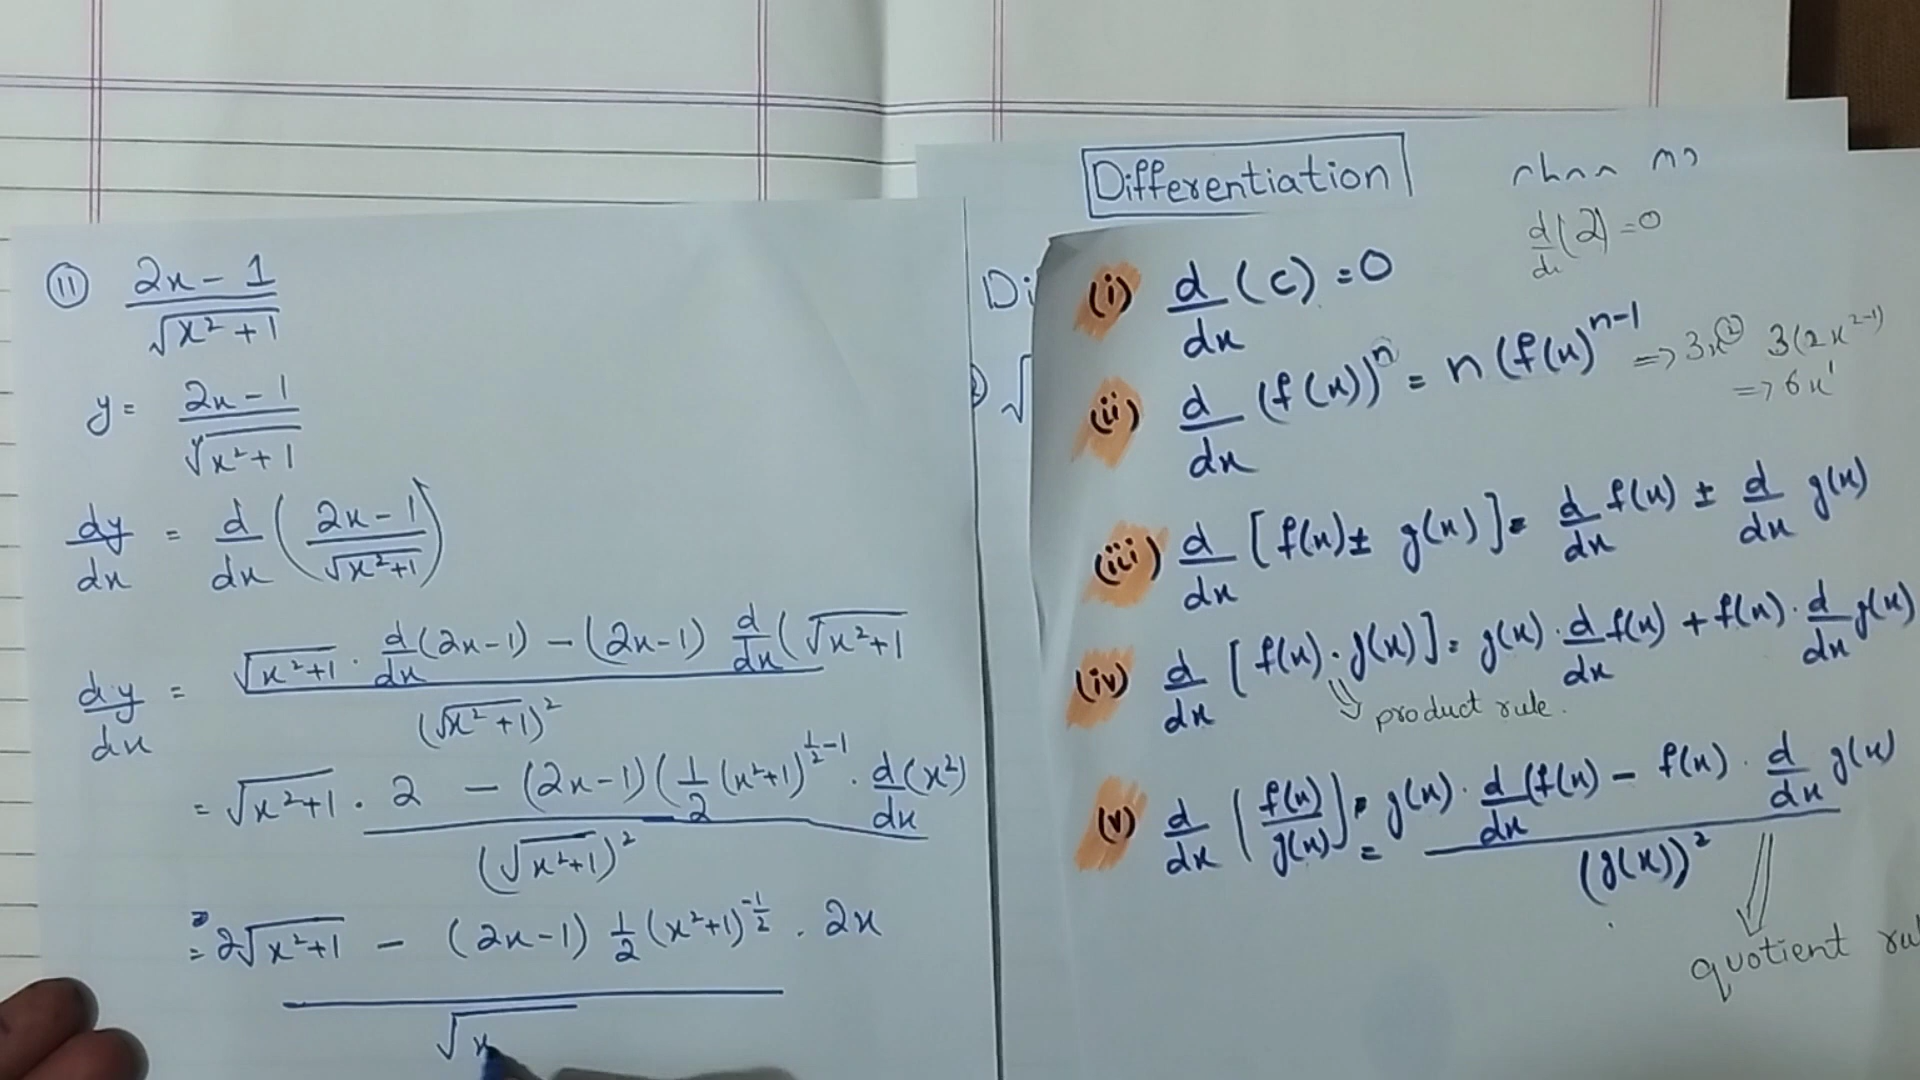 (11) 2x - 1 / √x² + 1
y = 2x - 1 / √x² + 1
dy/dx = d/dx ( 2x - 1 / √x²+1 )
dy/dx = √x²+1 · d/dx (2x-1) - (2x-1) d/dx (√x²+1 / (√x²+1)²
= √x²+1 · 2 - (2x-1) ( 1/2 (x²+1)^(1/2 -1) · d/dx (x²) / (√x²+1)²
= 2√x²+1 - (2x-1) 1/2 (x²+1)^(-1/2) . 2x / √x
Differentiation
d/dx (2) = 0
(i) d/dx (c) = 0
(ii) d/dx (f(x))^n = n (f(x)^(n-1) => 3x² 3(2x^(2-1))
=> 6x¹
(iii) d/dx [ f(x) ± g(x) ] = d/dx f(x) ± d/dx g(x)
(iv) d/dx [ f(x) · g(x) ] = g(x) · d/dx f(x) + f(x) · d/dx g(x)
product rule.
(v) d/dx [ f(x) / g(x) ] = g(x) · d/dx (f(x) - f(x) · d/dx g(x) / (g(x))²
quotient